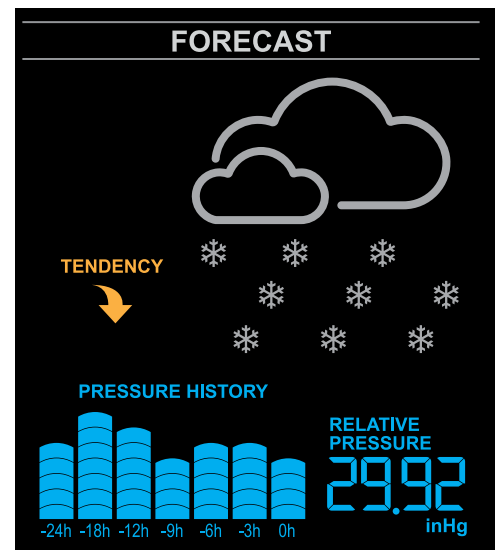 FORECAST
TENDENCY
PRESSURE HISTORY
RELATIVE
PRESSURE
29.92
inHg
-24h -18h -12h -9h -6h -3h 0h